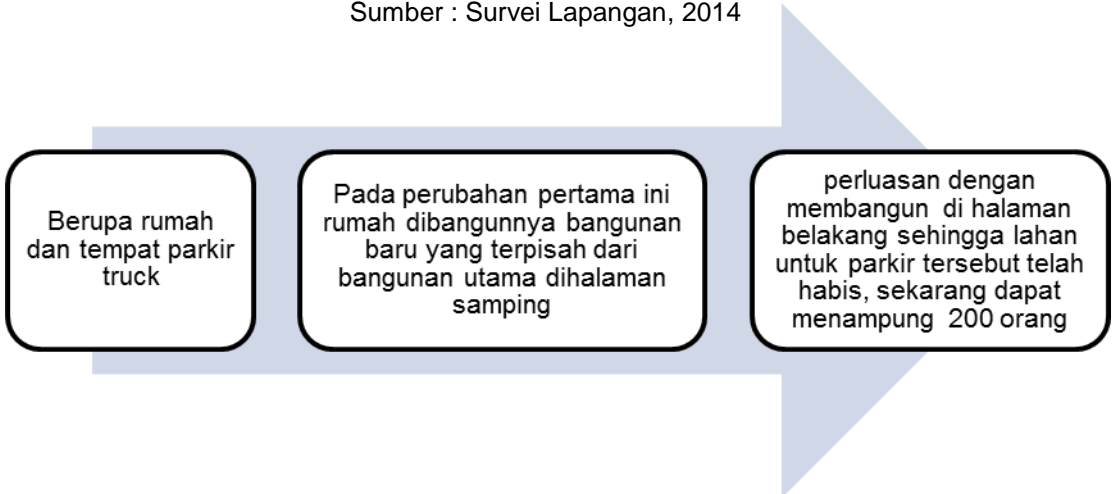 Sumber : Survei Lapangan, 2014
Berupa rumah
dan tempat parkir
truck
Pada perubahan pertama ini
rumah dibangunnya bangunan
baru yang terpisah dari
bangunan utama dihalaman
samping
perluasan dengan
membangun di halaman
belakang sehingga lahan
untuk parkir tersebut telah
habis, sekarang dapat
menampung 200 orang